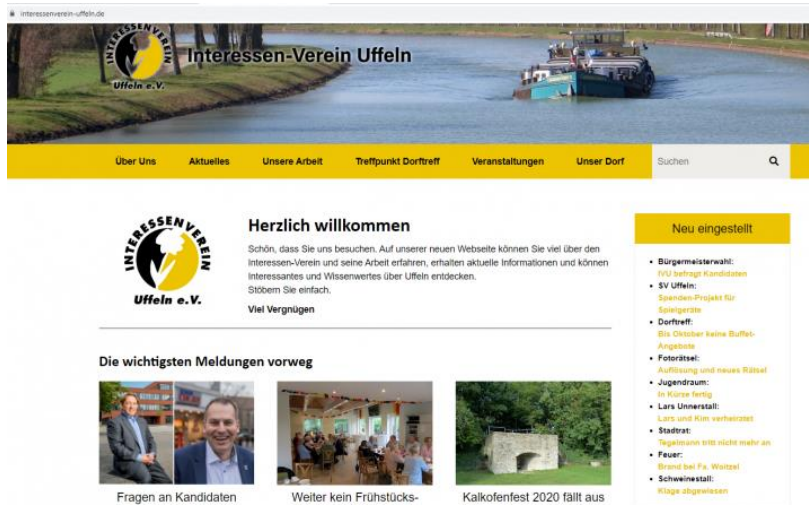 interessenverein-uffeln.de
INTERESSENVEREIN
Uffeln e.V.
Interessen-Verein Uffeln
Über Uns
Aktuelles
Unsere Arbeit
Treffpunkt Dorftreff
Veranstaltungen
Unser Dorf
Suchen
INTERESSENVEREIN
Uffeln e.V.
Herzlich willkommen
Schön, dass Sie uns besuchen. Auf unserer neuen Webseite können Sie viel über den
Interessen-Verein und seine Arbeit erfahren, erhalten aktuelle Informationen und können
Interessantes und Wissenwertes über Uffeln entdecken.
Stöbern Sie einfach.
Viel Vergnügen
Die wichtigsten Meldungen vorweg
Fragen an Kandidaten
Weiter kein Frühstücks-
Kalkofenfest 2020 fällt aus
Neu eingestellt
Bürgermeisterwahl:
IVU befragt Kandidaten
SV Uffeln:
Spenden-Projekt für
Spielgeräte
Dorftreff:
Bis Oktober keine Buffet-
Angebote
Fotorätsel:
Auflösung und neues Rätsel
Jugendraum:
In Kürze fertig
Lars Unnerstall:
Lars und Kim verheiratet
Stadtrat:
Tegelmann tritt nicht mehr an
Feuer:
Brand bei Fa. Woitzel
Schweinestall:
Klage abgewiesen